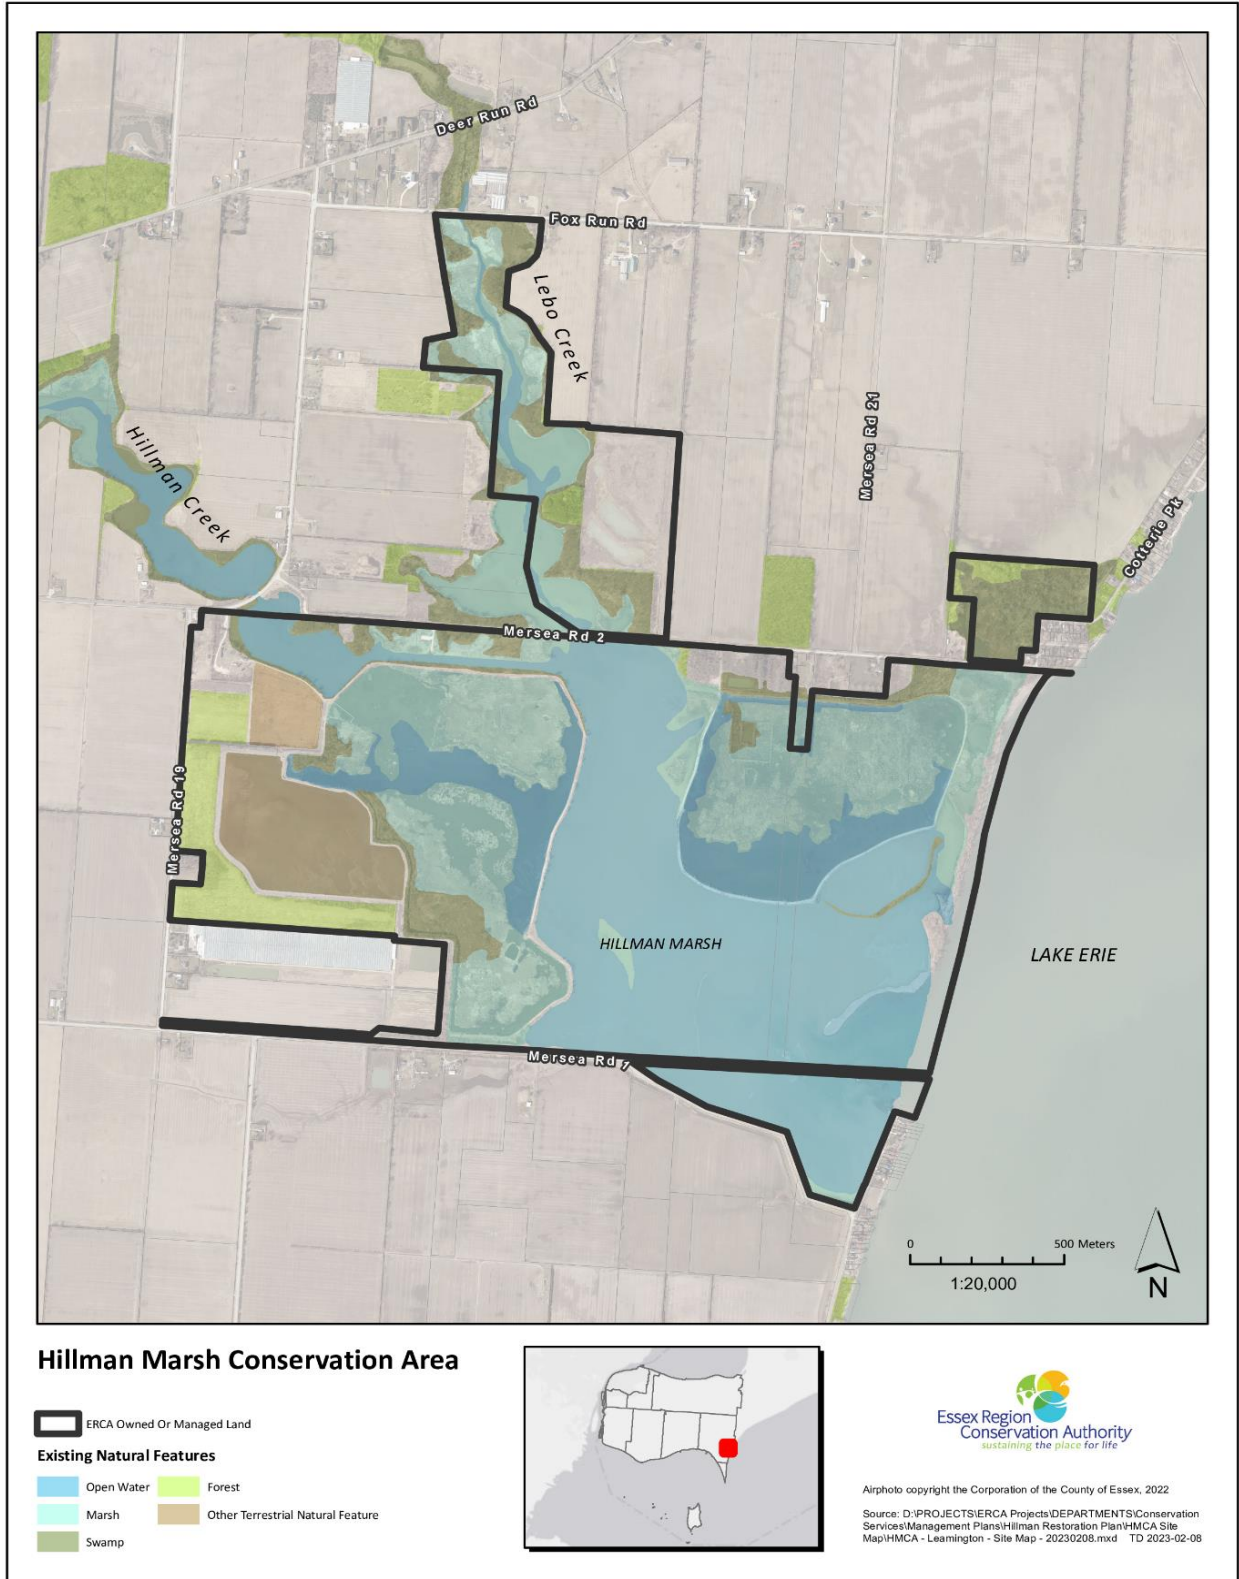 Deer Run Rd
Fox Run Rd
Lebo Creek
Mersea Rd 21
Hillman Creek
Cotterie Pk
Mersea Rd 2
Mersea Rd 19
HILLMAN MARSH
LAKE ERIE
Mersea Rd 1
0 500 Meters
1:20,000
N
Hillman Marsh Conservation Area
ERCA Owned Or Managed Land
Existing Natural Features
Open Water
Forest
Marsh
Other Terrestrial Natural Feature
Swamp
Essex Region
Conservation Authority
sustaining the place for life
Airphoto copyright the Corporation of the County of Essex, 2022
Source: D:\PROJECTS\ERCA Projects\DEPARTMENTS\Conservation
Services\Management Plans\Hillman Restoration Plan\HMCA Site
Map\HMCA - Leamington - Site Map - 20230208.mxd TD 2023-02-08